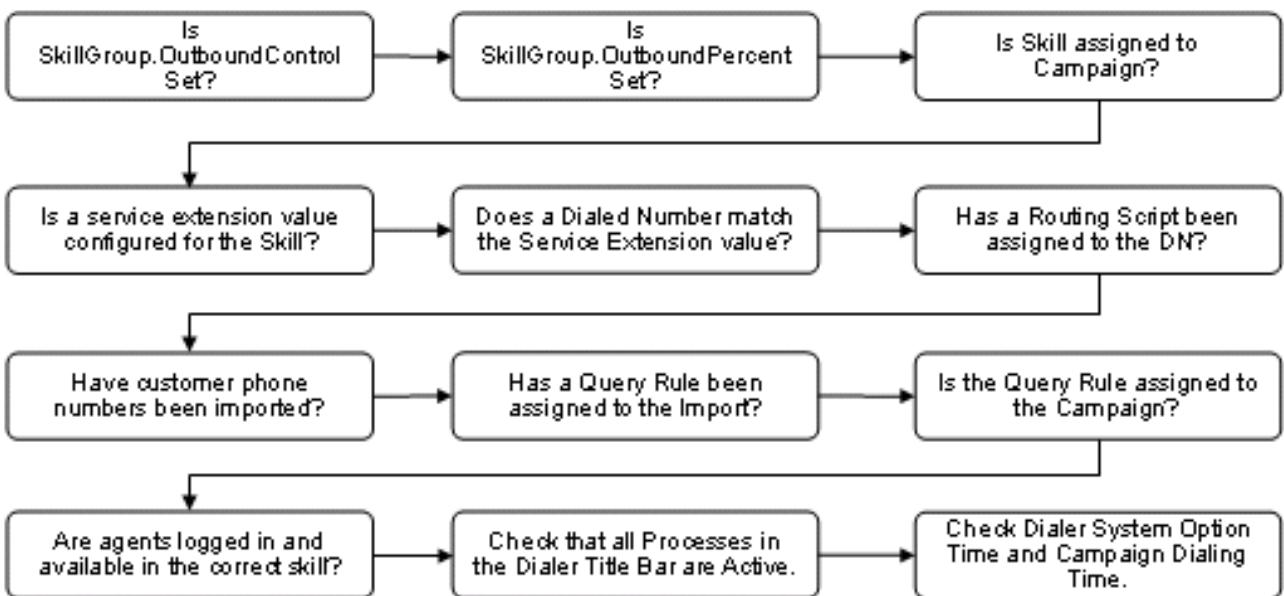 Is
SkillGroup.OutboundControl
Set?
Is
SkillGroup.OutboundPercent
Set?
Is Skill assigned to
Campaign?
Is a service extension value
configured for the Skill?
Does a Dialed Number match
the Service Extension value?
Has a Routing Script been
assigned to the DN?
Have customer phone
numbers been imported?
Has a Query Rule been
assigned to the Import?
Is the Query Rule assigned to
the Campaign?
Are agents logged in and
available in the correct skill?
Check that all Processes in
the Dialer Title Bar are Active.
Check Dialer System Option
Time and Campaign Dialing
Time.